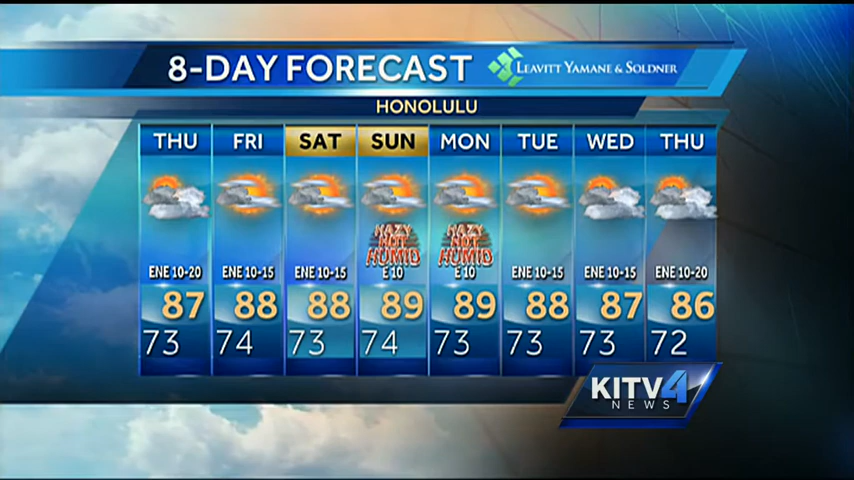 8-DAY FORECAST LEAVITT YAMANE & SOLDNER
HONOLULU
THU FRI SAT SUN MON TUE WED THU
HAZY HAZY
HOT HOT
HUMID HUMID
ENE 10-20 ENE 10-15 ENE 10-15 E 10 E 10 ENE 10-15 ENE 10-15 ENE 10-20
87 88 88 89 89 88 87 86
73 74 73 74 73 73 73 72
KITV4
NEWS